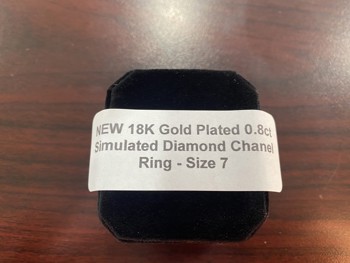 NEW 18K Gold Plated 0.8ct
Simulated Diamond Chanel
Ring - Size 7